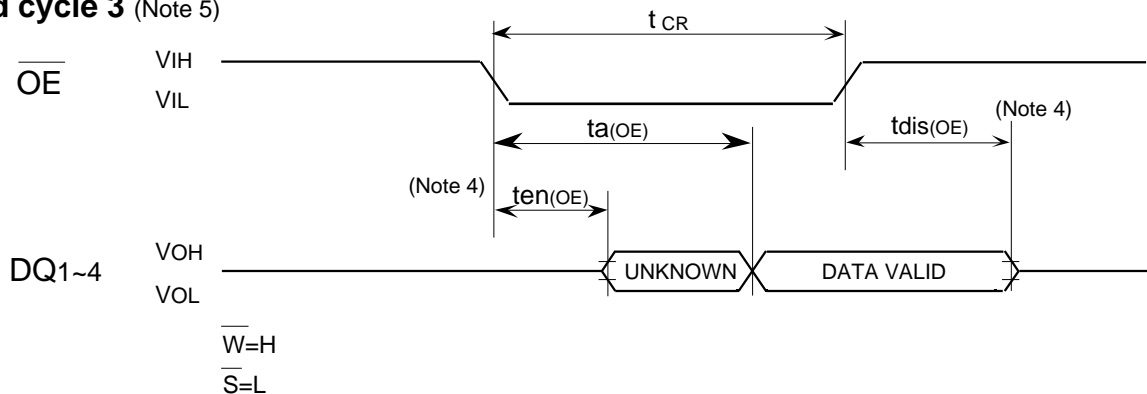 d cycle 3 (Note 5)
tCR
OE
VIH
VIL
ta(OE)
tdis(OE)
(Note 4)
(Note 4)
ten(OE)
DQ1~4
VOH
VOL
UNKNOWN
DATA VALID
W=H
S=L